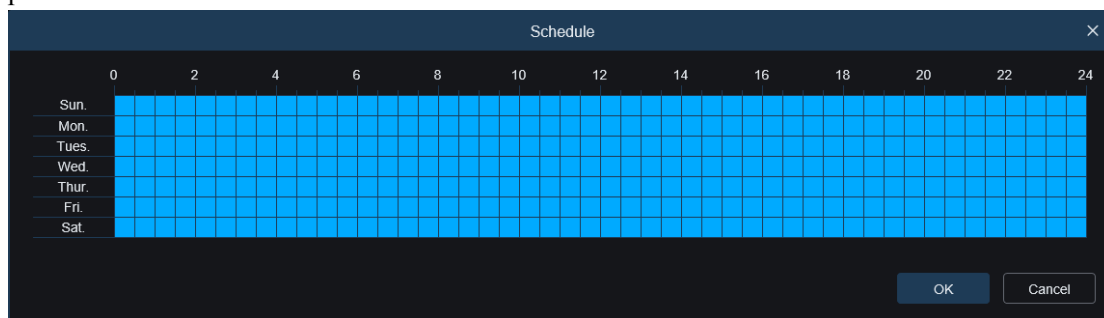 Schedule
0 2 4 6 8 10 12 14 16 18 20 22 24
Sun.
Mon.
Tues.
Wed.
Thur.
Fri.
Sat.
OK Cancel